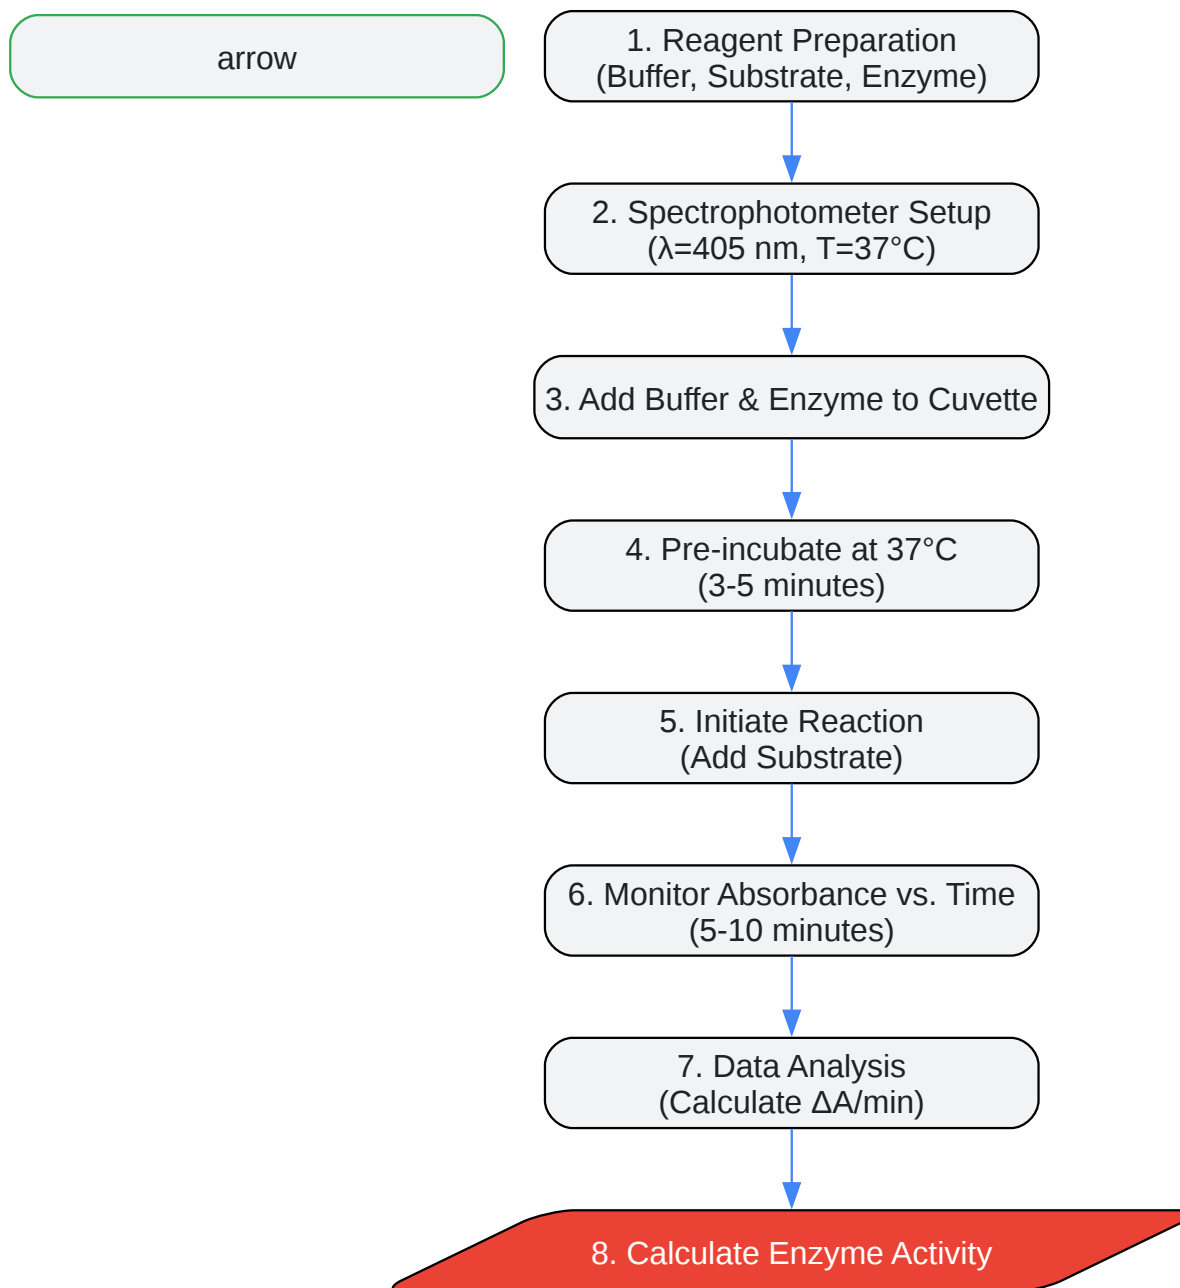 arrow
1. Reagent Preparation
(Buffer, Substrate, Enzyme)
2. Spectrophotometer Setup
(λ=405 nm, T=37°C)
3. Add Buffer & Enzyme to Cuvette
4. Pre-incubate at 37°C
(3-5 minutes)
5. Initiate Reaction
(Add Substrate)
6. Monitor Absorbance vs. Time
(5-10 minutes)
7. Data Analysis
(Calculate ΔA/min)
8. Calculate Enzyme Activity